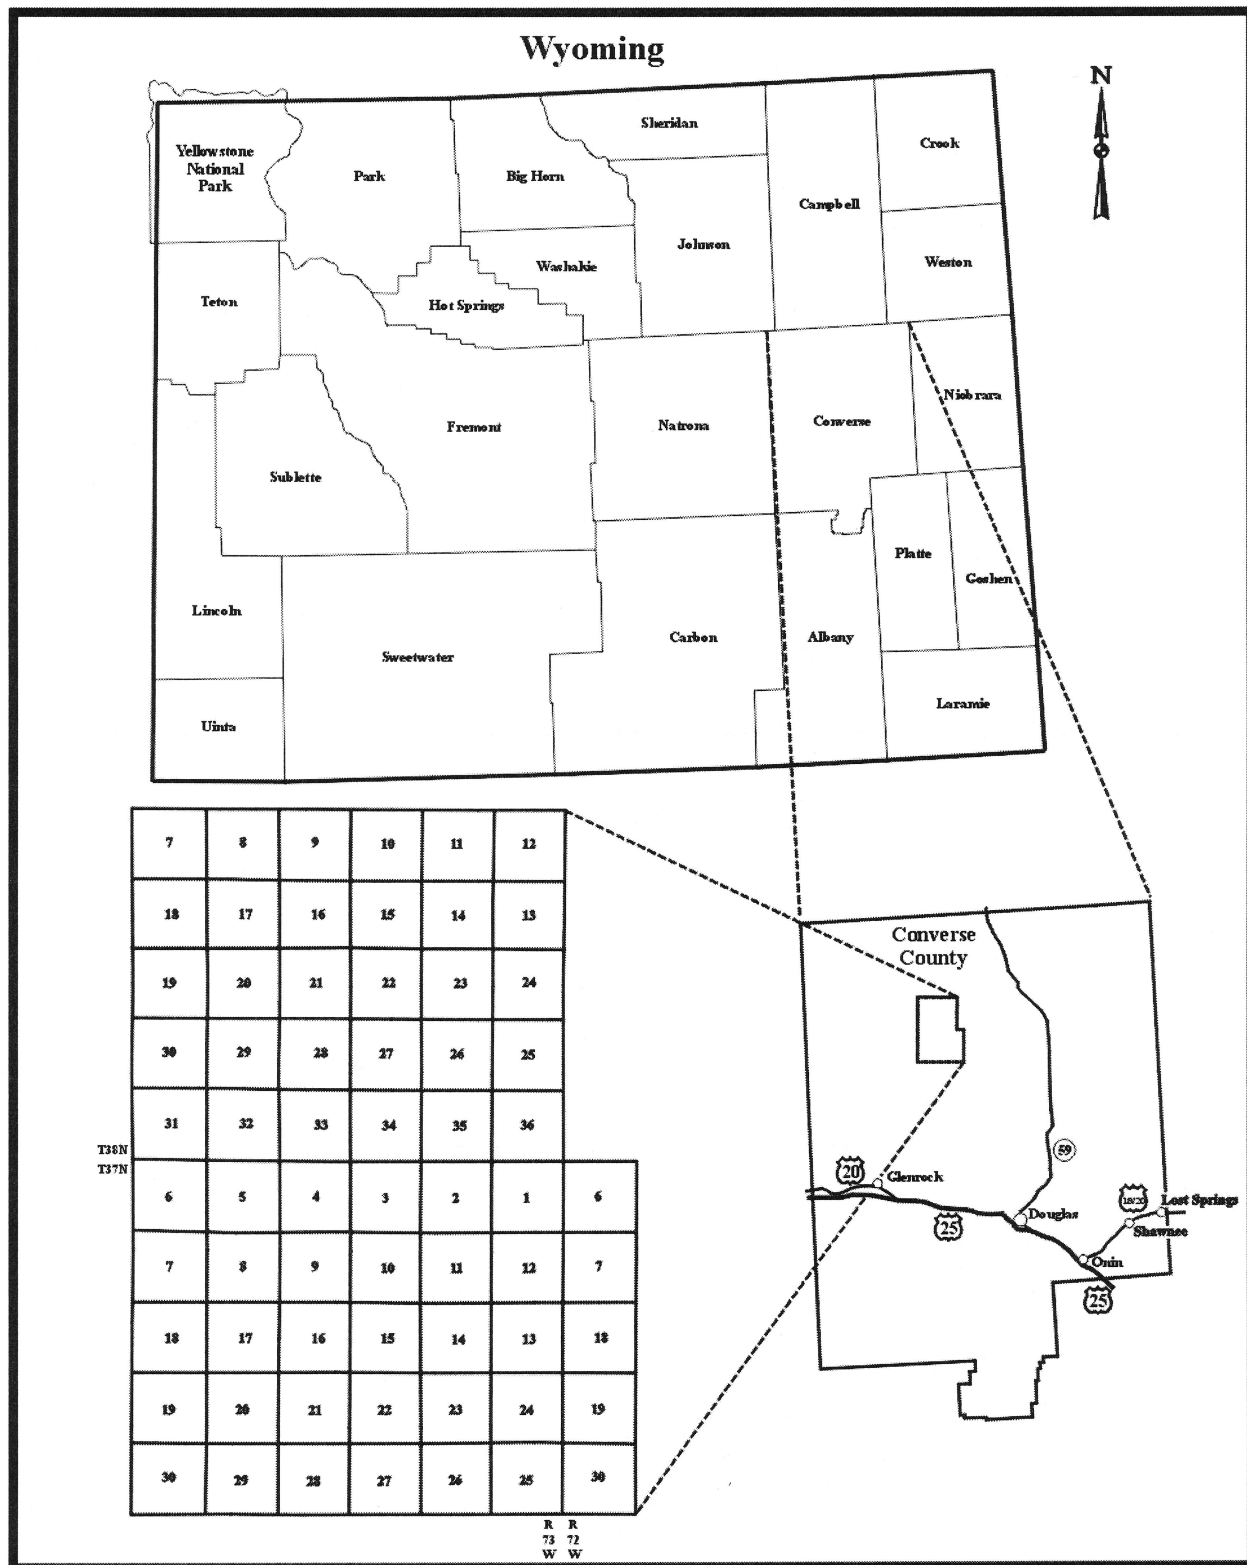 Wyoming
N
Sheridan
Crook
Yellowstone
National
Park
Park
Big Horn
Campbell
Johnson
Washakie
Weston
Teton
Hot Springs
Niobrara
Fremont
Natrona
Converse
Sublette
Platte
Goshen
Lincoln
Sweetwater
Carbon
Albany
Uinta
Laramie
7 8 9 10 11 12
18 17 16 15 14 13
19 20 21 22 23 24
30 29 28 27 26 25
31 32 33 34 35 36
T38N
T37N
6 5 4 3 2 1 6
7 8 9 10 11 12 7
18 17 16 15 14 13 18
19 20 21 22 23 24 19
30 29 28 27 26 25 30
R R
73 72
W W
Converse
County
59
20
Glenrock
25
Douglas
18/20
Lost Springs
Shawnee
Orin
25